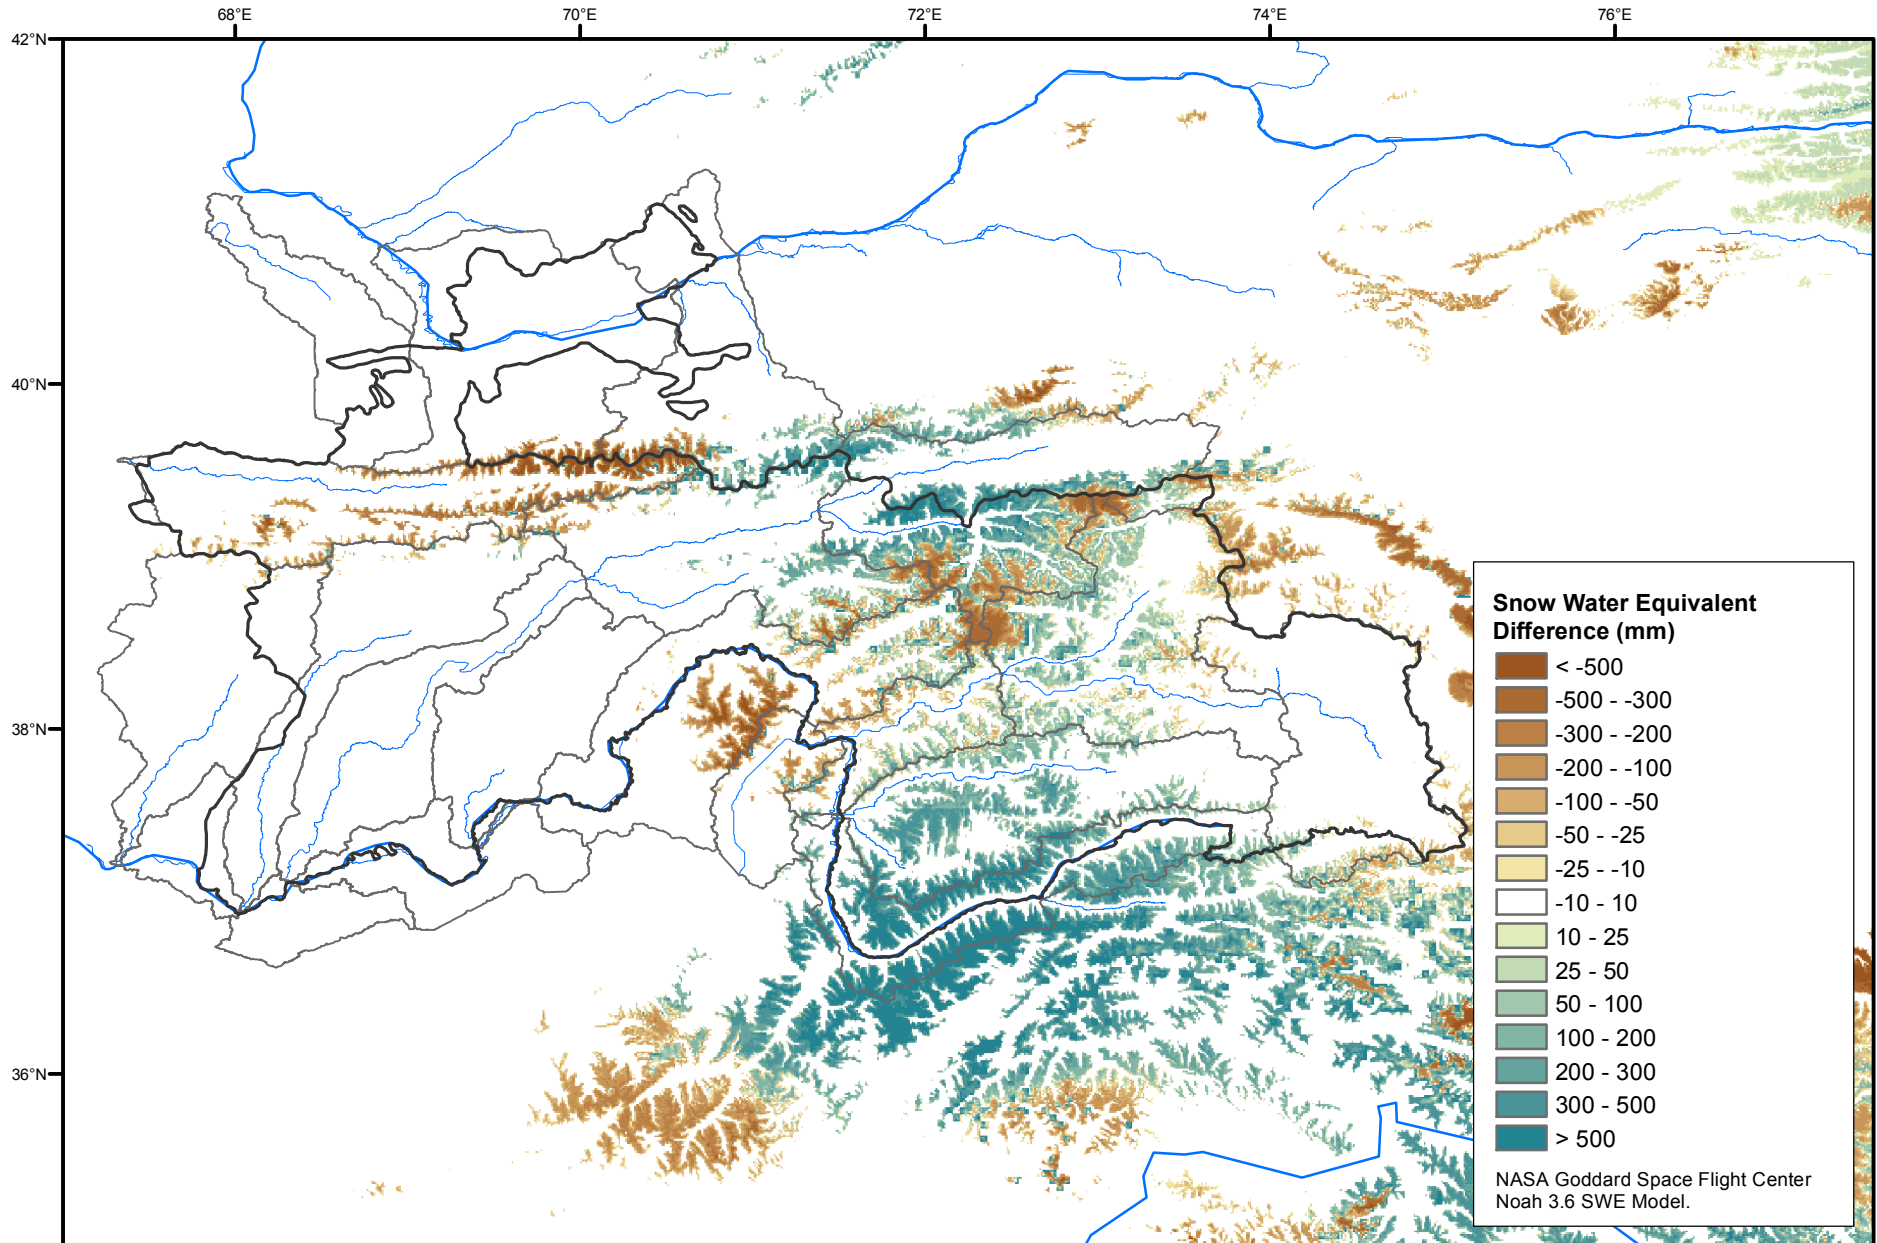 68°E
70°E
72°E
74°E
76°E
42°N
40°N
38°N
36°N
Snow Water Equivalent
Difference (mm)
< -500
-500 - -300
-300 - -200
-200 - -100
-100 - -50
-50 - -25
-25 - -10
-10 - 10
10 - 25
25 - 50
50 - 100
100 - 200
200 - 300
300 - 500
> 500
NASA Goddard Space Flight Center
Noah 3.6 SWE Model.